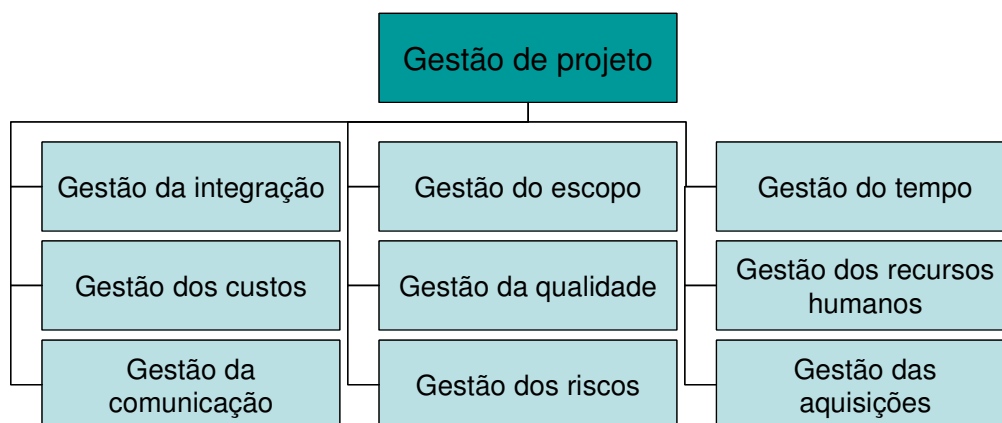 Gestão de projeto
Gestão da integração
Gestão do escopo
Gestão do tempo
Gestão dos custos
Gestão da qualidade
Gestão dos recursos
humanos
Gestão da
comunicação
Gestão dos riscos
Gestão das
aquisições